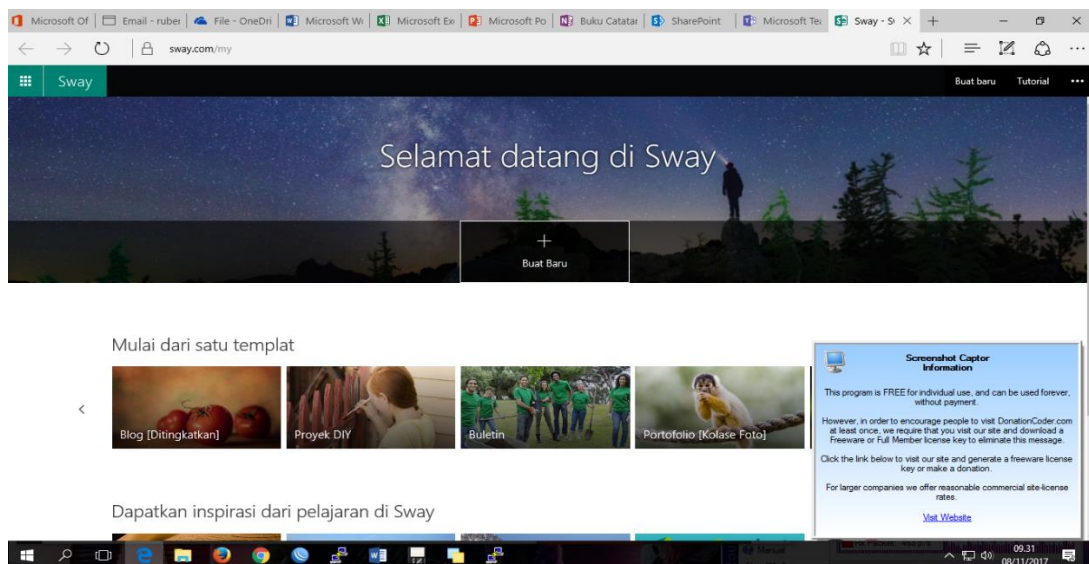 Microsoft Of
Email - ruber
File - OneDri
Microsoft Wo
Microsoft Exc
Microsoft Po
Buku Catatar
SharePoint
Microsoft Tea
Sway - S
sway.com/my
Sway
Buat baru
Tutorial
Selamat datang di Sway
Buat Baru
Mulai dari satu templat
Blog [Ditingkatkan]
Proyek DIY
Buletin
Portofolio [Kolase Foto]
Dapatkan inspirasi dari pelajaran di Sway
Screenshot Captor
Information
This program is FREE for individual use, and can be used forever,
without payment.
However, in order to encourage people to visit DonationCoder.com
at least once, we require that you visit our site and download a
Freeware or Full Member license key to eliminate this message.
Click the link below to visit our site and generate a freeware license
key or make a donation.
For larger companies we offer reasonable commercial site-license
rates.
Visit Website
Manual
09.31
08/11/2017